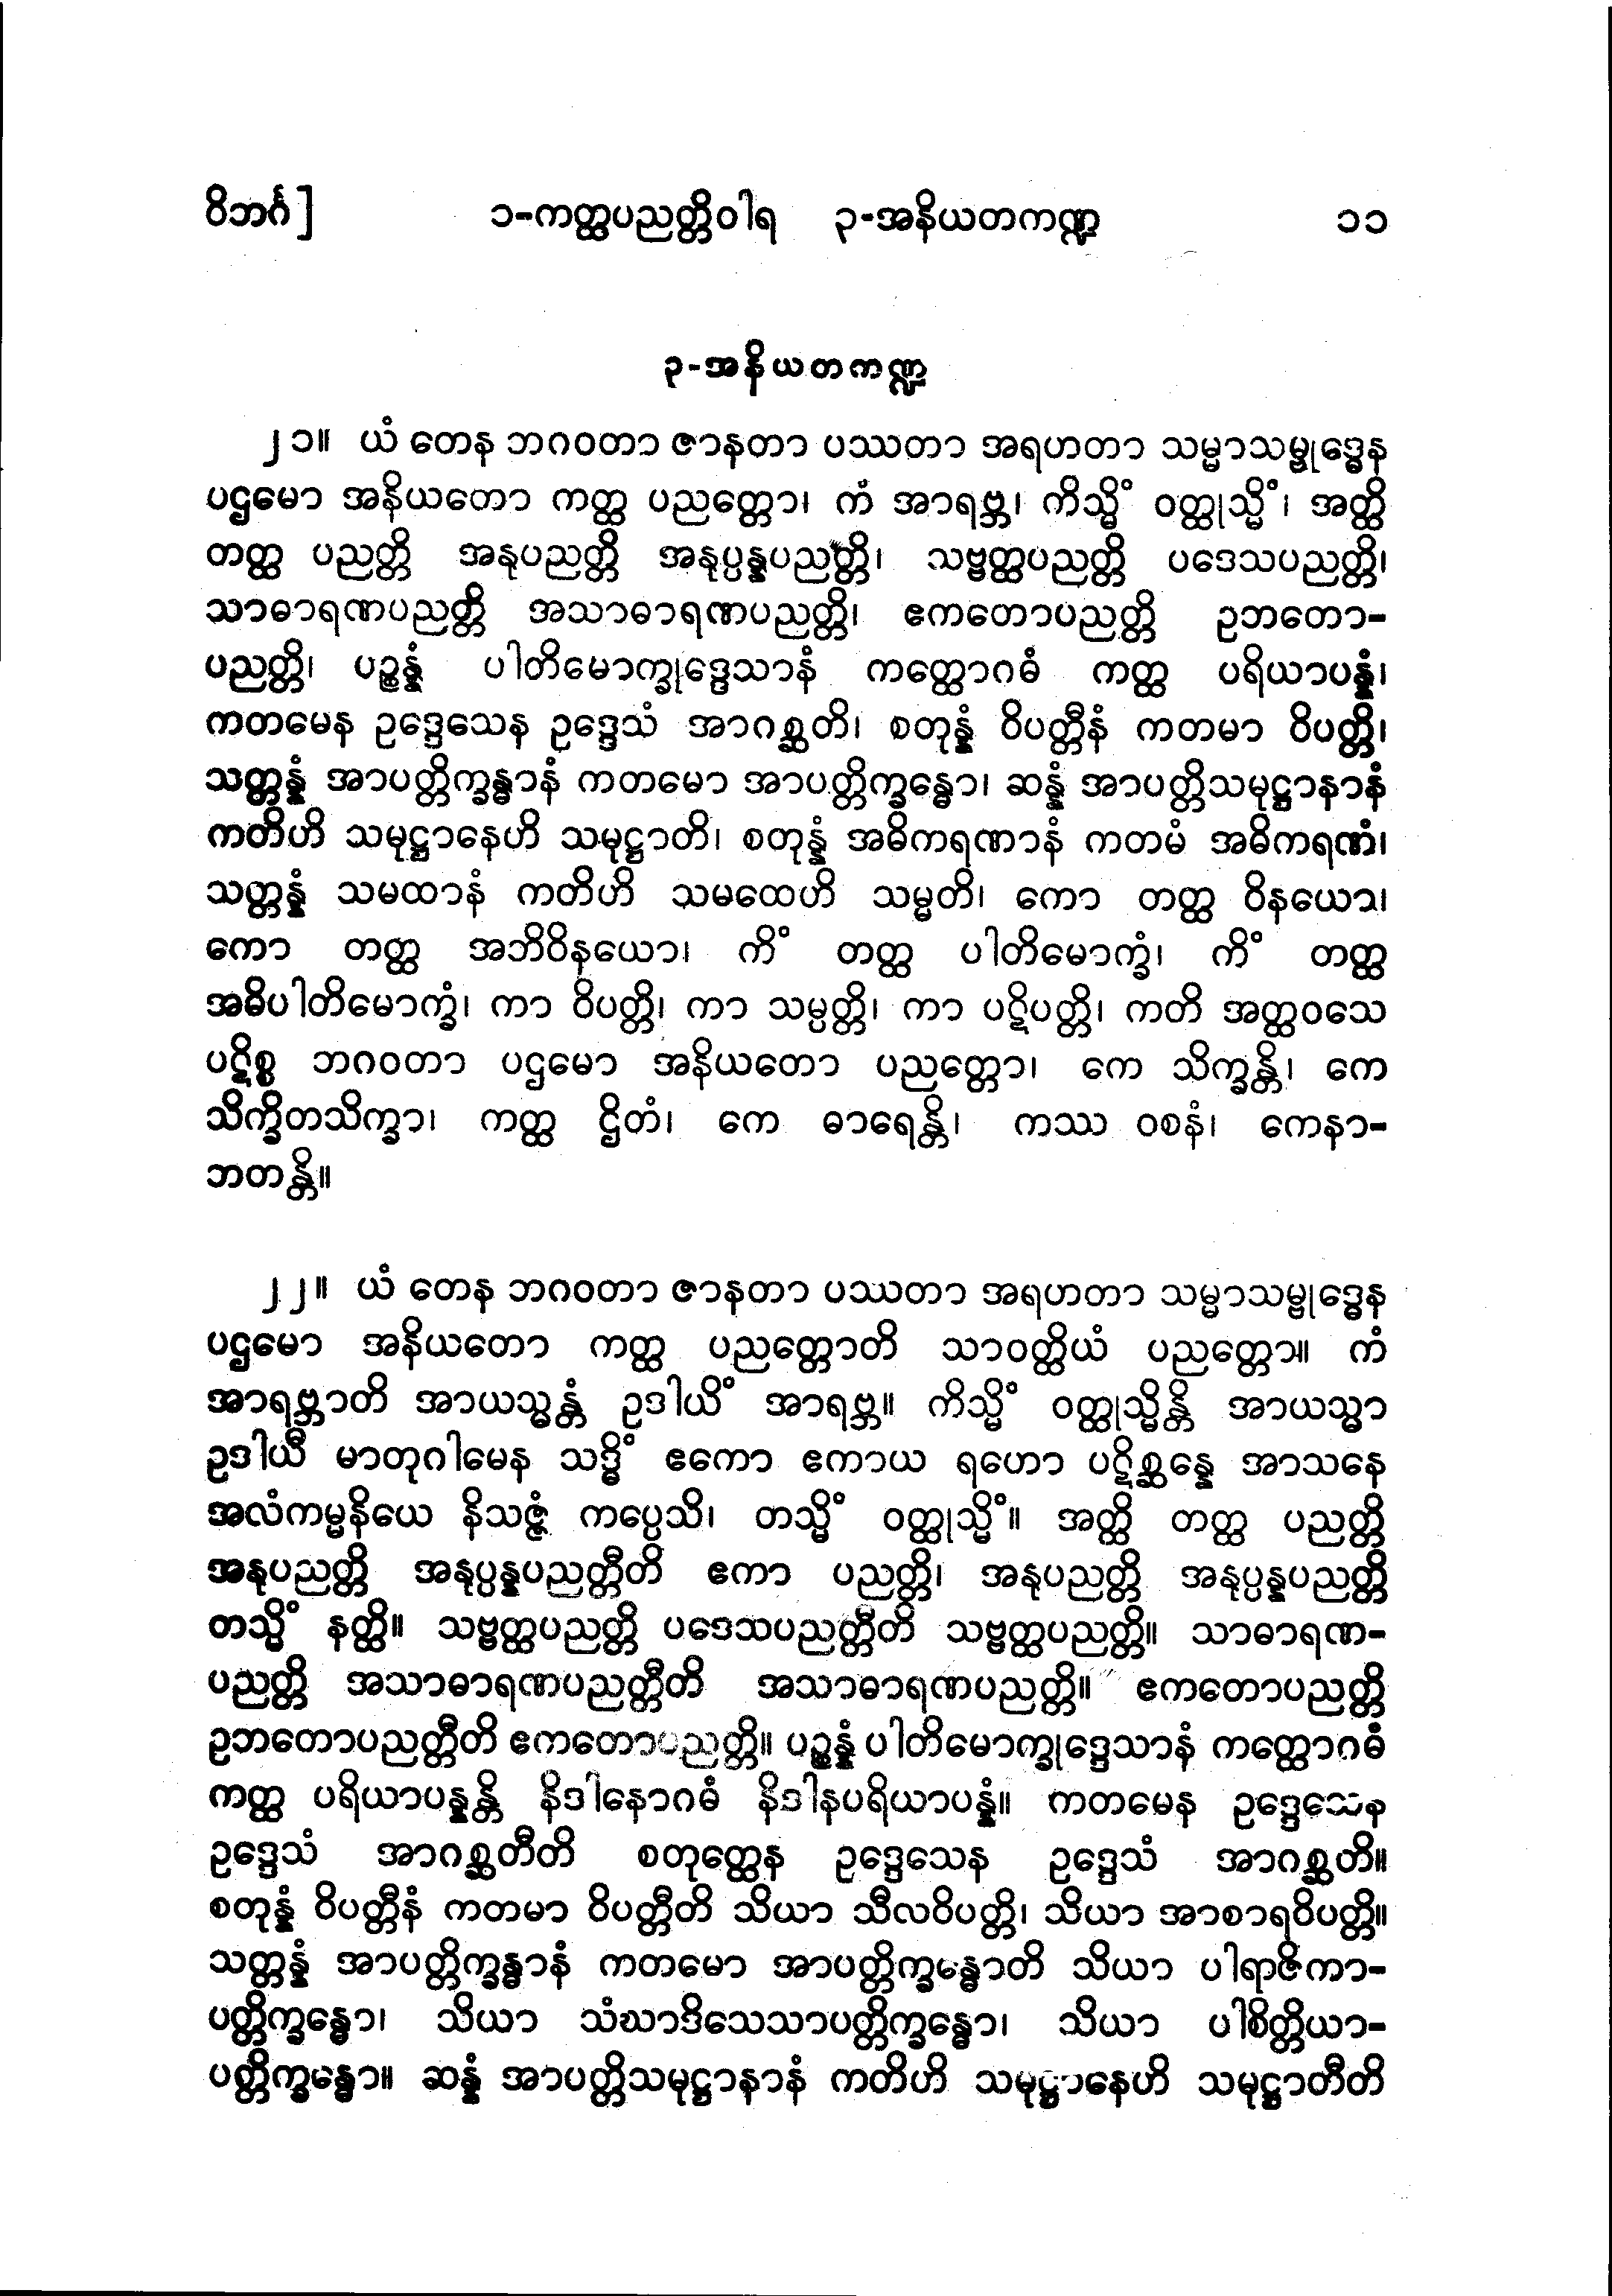 ဝိဘင်္ဂ]
၁-ကတ္ထပညတ္တိဝါရ ၃-အနိယတကဏ္ဍ
၁၁
၃-အနိယတကဏ္ဍ
၂၁။ ယံ တေန ဘဂဝတာ ဇာနတာ ပဿတာ အရဟတာ သမ္မာသမ္ဗုဒ္ဓေန
ပဌမော အနိယတော ကတ္ထ ပညတ္တော၊ ကံ အာရဗ္ဘ၊ ကိသ္မိံ ဝတ္ထုသ္မိံ၊ အတ္ထိ
တတ္ထ ပညတ္တိ အနုပညတ္တိ အနုပ္ပန္နပညတ္တိ၊ သဗ္ဗတ္ထပညတ္တိ ပဒေသပညတ္တိ၊
သာဓာရဏပညတ္တိ အသာဓာရဏပညတ္တိ၊ ဧကတောပညတ္တိ ဥဘတော-
ပညတ္တိ၊ ပဉ္စန္နံ ပါတိမောက္ခုဒ္ဒေသာနံ ကတ္ထောဂဓံ ကတ္ထ ပရိယာပန္နံ၊
ကတမေန ဥဒ္ဒေသေန ဥဒ္ဒေသံ အာဂစ္ဆတိ၊ စတုန္နံ ဝိပတ္တီနံ ကတမာ ဝိပတ္တိ၊
သတ္တန္နံ အာပတ္တိက္ခန္ဓာနံ ကတမော အာပတ္တိက္ခန္ဓော၊ ဆန္နံ အာပတ္တိသမုဋ္ဌာနာနံ
ကတိဟိ သမုဋ္ဌာနေဟိ သမုဋ္ဌာတိ၊ စတုန္နံ အဓိကရဏာနံ ကတမံ အဓိကရဏံ၊
သတ္တန္နံ သမထာနံ ကတိဟိ သမထေဟိ သမ္မတိ၊ ကော တတ္ထ ဝိနယော၊
ကော တတ္ထ အဘိဝိနယော၊ ကိံ တတ္ထ ပါတိမောက္ခံ၊ ကိံ တတ္ထ
အဓိပါတိမောက္ခံ၊ ကာ ဝိပတ္တိ၊ ကာ သမ္ပတ္တိ၊ ကာ ပဋိပတ္တိ၊ ကတိ အတ္ထဝသေ
ပဋိစ္စ ဘဂဝတာ ပဌမော အနိယတော ပညတ္တော၊ ကေ သိက္ခန္တိ၊ ကေ
သိက္ခိတသိက္ခာ၊ ကတ္ထ ဌိတံ၊ ကေ ဓာရေန္တိ၊ ကဿ ဝစနံ၊ ကေနာ-
ဘတန္တိ။
၂၂။ ယံ တေန ဘဂဝတာ ဇာနတာ ပဿတာ အရဟတာ သမ္မာသမ္ဗုဒ္ဓေန
ပဌမော အနိယတော ကတ္ထ ပညတ္တောတိ သာဝတ္ထိယံ ပညတ္တော။ ကံ
အာရဗ္ဘာတိ အာယသ္မန္တံ ဥဒါယိံ အာရဗ္ဘ။ ကိသ္မိံ ဝတ္ထုသ္မိန္တိ အာယသ္မာ
ဥဒါယီ မာတုဂါမေန သဒ္ဓိံ ဧကော ဧကာယ ရဟော ပဋိစ္ဆန္နေ အာသနေ
အလံကမ္မနိယေ နိသဇ္ဇံ ကပ္ပေသိ၊ တသ္မိံ ဝတ္ထုသ္မိံ။ အတ္ထိ တတ္ထ ပညတ္တိ
အနုပညတ္တိ အနုပ္ပန္နပညတ္တီတိ ဧကာ ပညတ္တိ၊ အနုပညတ္တိ အနုပ္ပန္နပညတ္တိ
တသ္မိံ နတ္ထိ။ သဗ္ဗတ္ထပညတ္တိ ပဒေသပညတ္တီတိ သဗ္ဗတ္ထပညတ္တိ။ သာဓာရဏ-
ပညတ္တိ အသာဓာရဏပညတ္တီတိ အသာဓာရဏပညတ္တိ။ ဧကတောပညတ္တိ
ဥဘတောပညတ္တီတိ ဧကတောပညတ္တိ။ ပဉ္စန္နံ ပါတိမောက္ခုဒ္ဒေသာနံ ကတ္ထောဂဓံ
ကတ္ထ ပရိယာပန္နန္တိ နိဒါနောဂဓံ နိဒါနပရိယာပန္နံ။ ကတမေန ဥဒ္ဒေသေန
ဥဒ္ဒေသံ အာဂစ္ဆတီတိ စတုတ္ထေန ဥဒ္ဒေသေန ဥဒ္ဒေသံ အာဂစ္ဆတိ။
စတုန္နံ ဝိပတ္တီနံ ကတမာ ဝိပတ္တီတိ သိယာ သီလဝိပတ္တိ၊ သိယာ အာစာရဝိပတ္တိ။
သတ္တန္နံ အာပတ္တိက္ခန္ဓာနံ ကတမော အာပတ္တိက္ခန္ဓောတိ သိယာ ပါရာဇိကာ-
ပတ္တိက္ခန္ဓော၊ သိယာ သံဃာဒိသေသာပတ္တိက္ခန္ဓော၊ သိယာ ပါစိတ္တိယာ-
ပတ္တိက္ခန္ဓော။ ဆန္နံ အာပတ္တိသမုဋ္ဌာနာနံ ကတိဟိ သမုဋ္ဌာနေဟိ သမုဋ္ဌာတီတိ